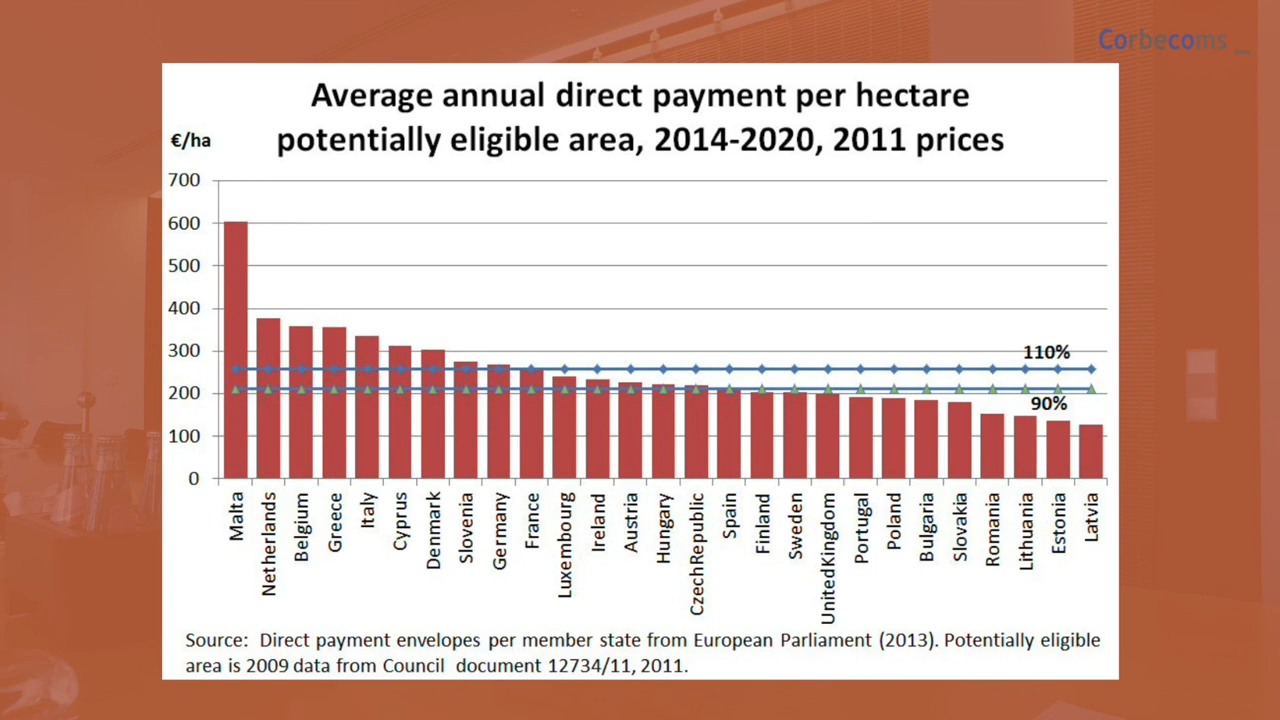 Corbecoms _
Average annual direct payment per hectare
potentially eligible area, 2014-2020, 2011 prices
€/ha
700
600
500
400
300
200
100
0
110%
90%
Malta
Netherlands
Belgium
Greece
Italy
Cyprus
Denmark
Slovenia
Germany
France
Luxembourg
Ireland
Austria
Hungary
CzechRepublic
Spain
Finland
Sweden
UnitedKingdom
Portugal
Poland
Bulgaria
Slovakia
Romania
Lithuania
Estonia
Latvia
Source: Direct payment envelopes per member state from European Parliament (2013). Potentially eligible
area is 2009 data from Council document 12734/11, 2011.